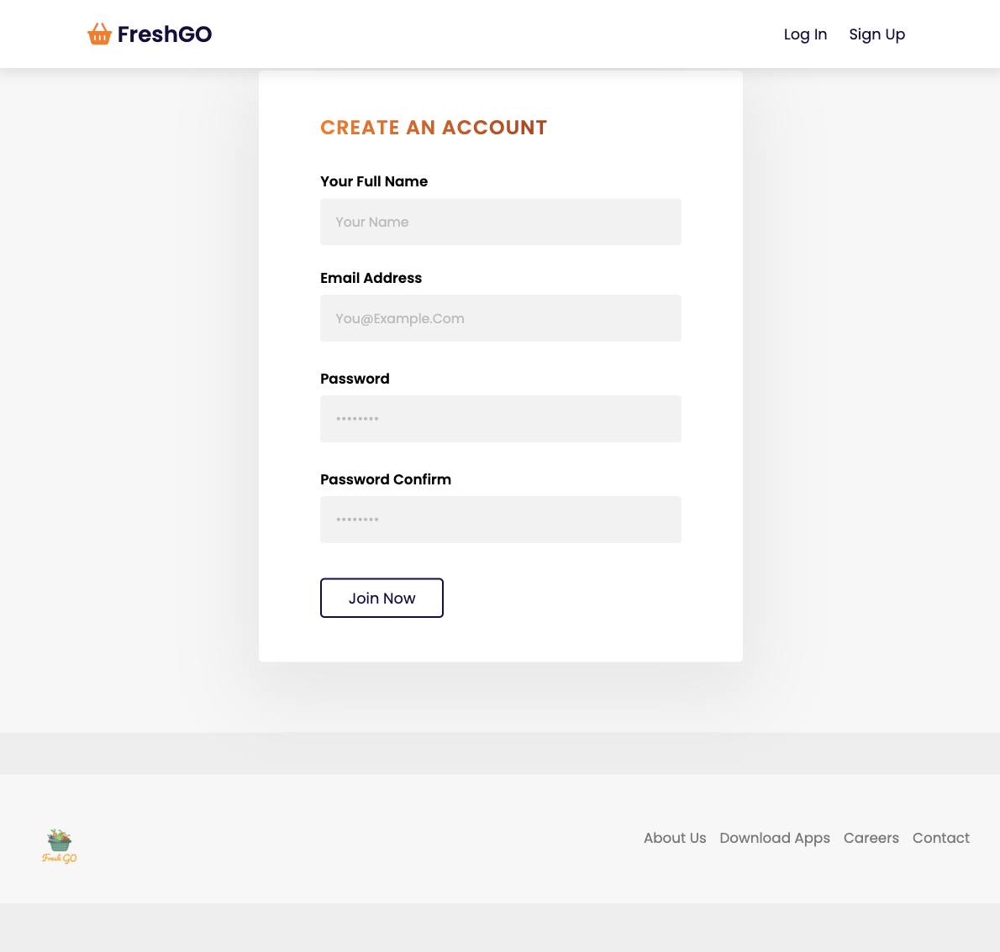 FreshGO
Log In Sign Up
CREATE AN ACCOUNT
Your Full Name
Your Name
Email Address
You@Example.Com
Password
••••••••
Password Confirm
••••••••
Join Now
Fresh GO
About Us Download Apps Careers Contact